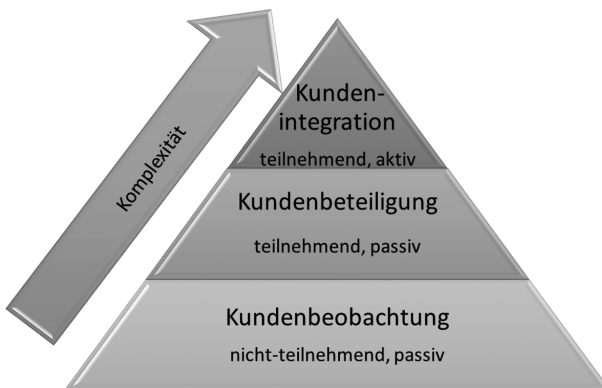 Komplexität
Kunden-
integration
teilnehmend, aktiv
Kundenbeteiligung
teilnehmend, passiv
Kundenbeobachtung
nicht-teilnehmend, passiv